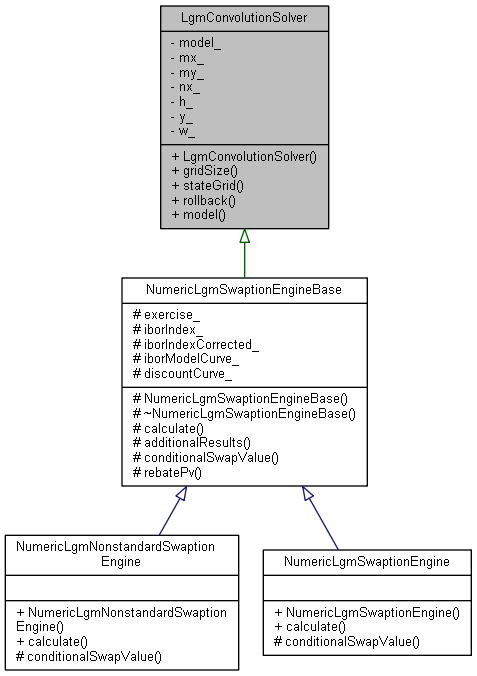 LgmConvolutionSolver
- model_
- mx_
- my_
- nx_
- h_
- y_
- w_
+ LgmConvolutionSolver()
+ gridSize()
+ stateGrid()
+ rollback()
+ model()
NumericLgmSwaptionEngineBase
# exercise_
# iborIndex_
# iborIndexCorrected_
# iborModelCurve_
# discountCurve_
# NumericLgmSwaptionEngineBase()
# ~NumericLgmSwaptionEngineBase()
# calculate()
# additionalResults()
# conditionalSwapValue()
# rebatePv()
NumericLgmNonstandardSwaption
Engine
+ NumericLgmNonstandardSwaption
Engine()
+ calculate()
# conditionalSwapValue()
NumericLgmSwaptionEngine
+ NumericLgmSwaptionEngine()
+ calculate()
# conditionalSwapValue()